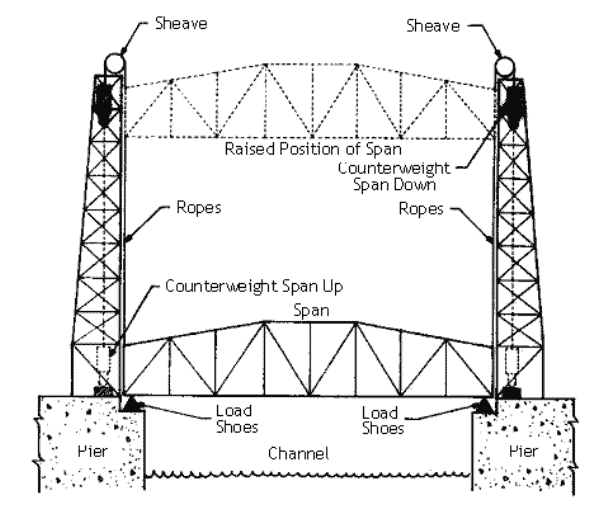 Sheave
Sheave
Raised Position of Span
Counterweight
Span Down
Ropes
Ropes
Counterweight Span Up
Span
Load
Shoes
Load
Shoes
Pier
Channel
Pier